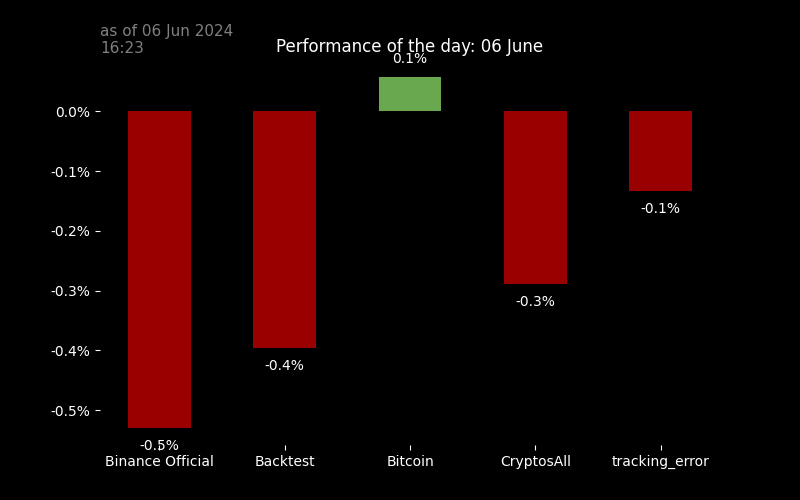 as of 06 Jun 2024
16:23
Performance of the day: 06 June
0.1%
0.0%
-0.1%
-0.2%
-0.3%
-0.4%
-0.5%
-0.5%
-0.4%
-0.3%
-0.1%
Binance Official
Backtest
Bitcoin
CryptosAll
tracking_error